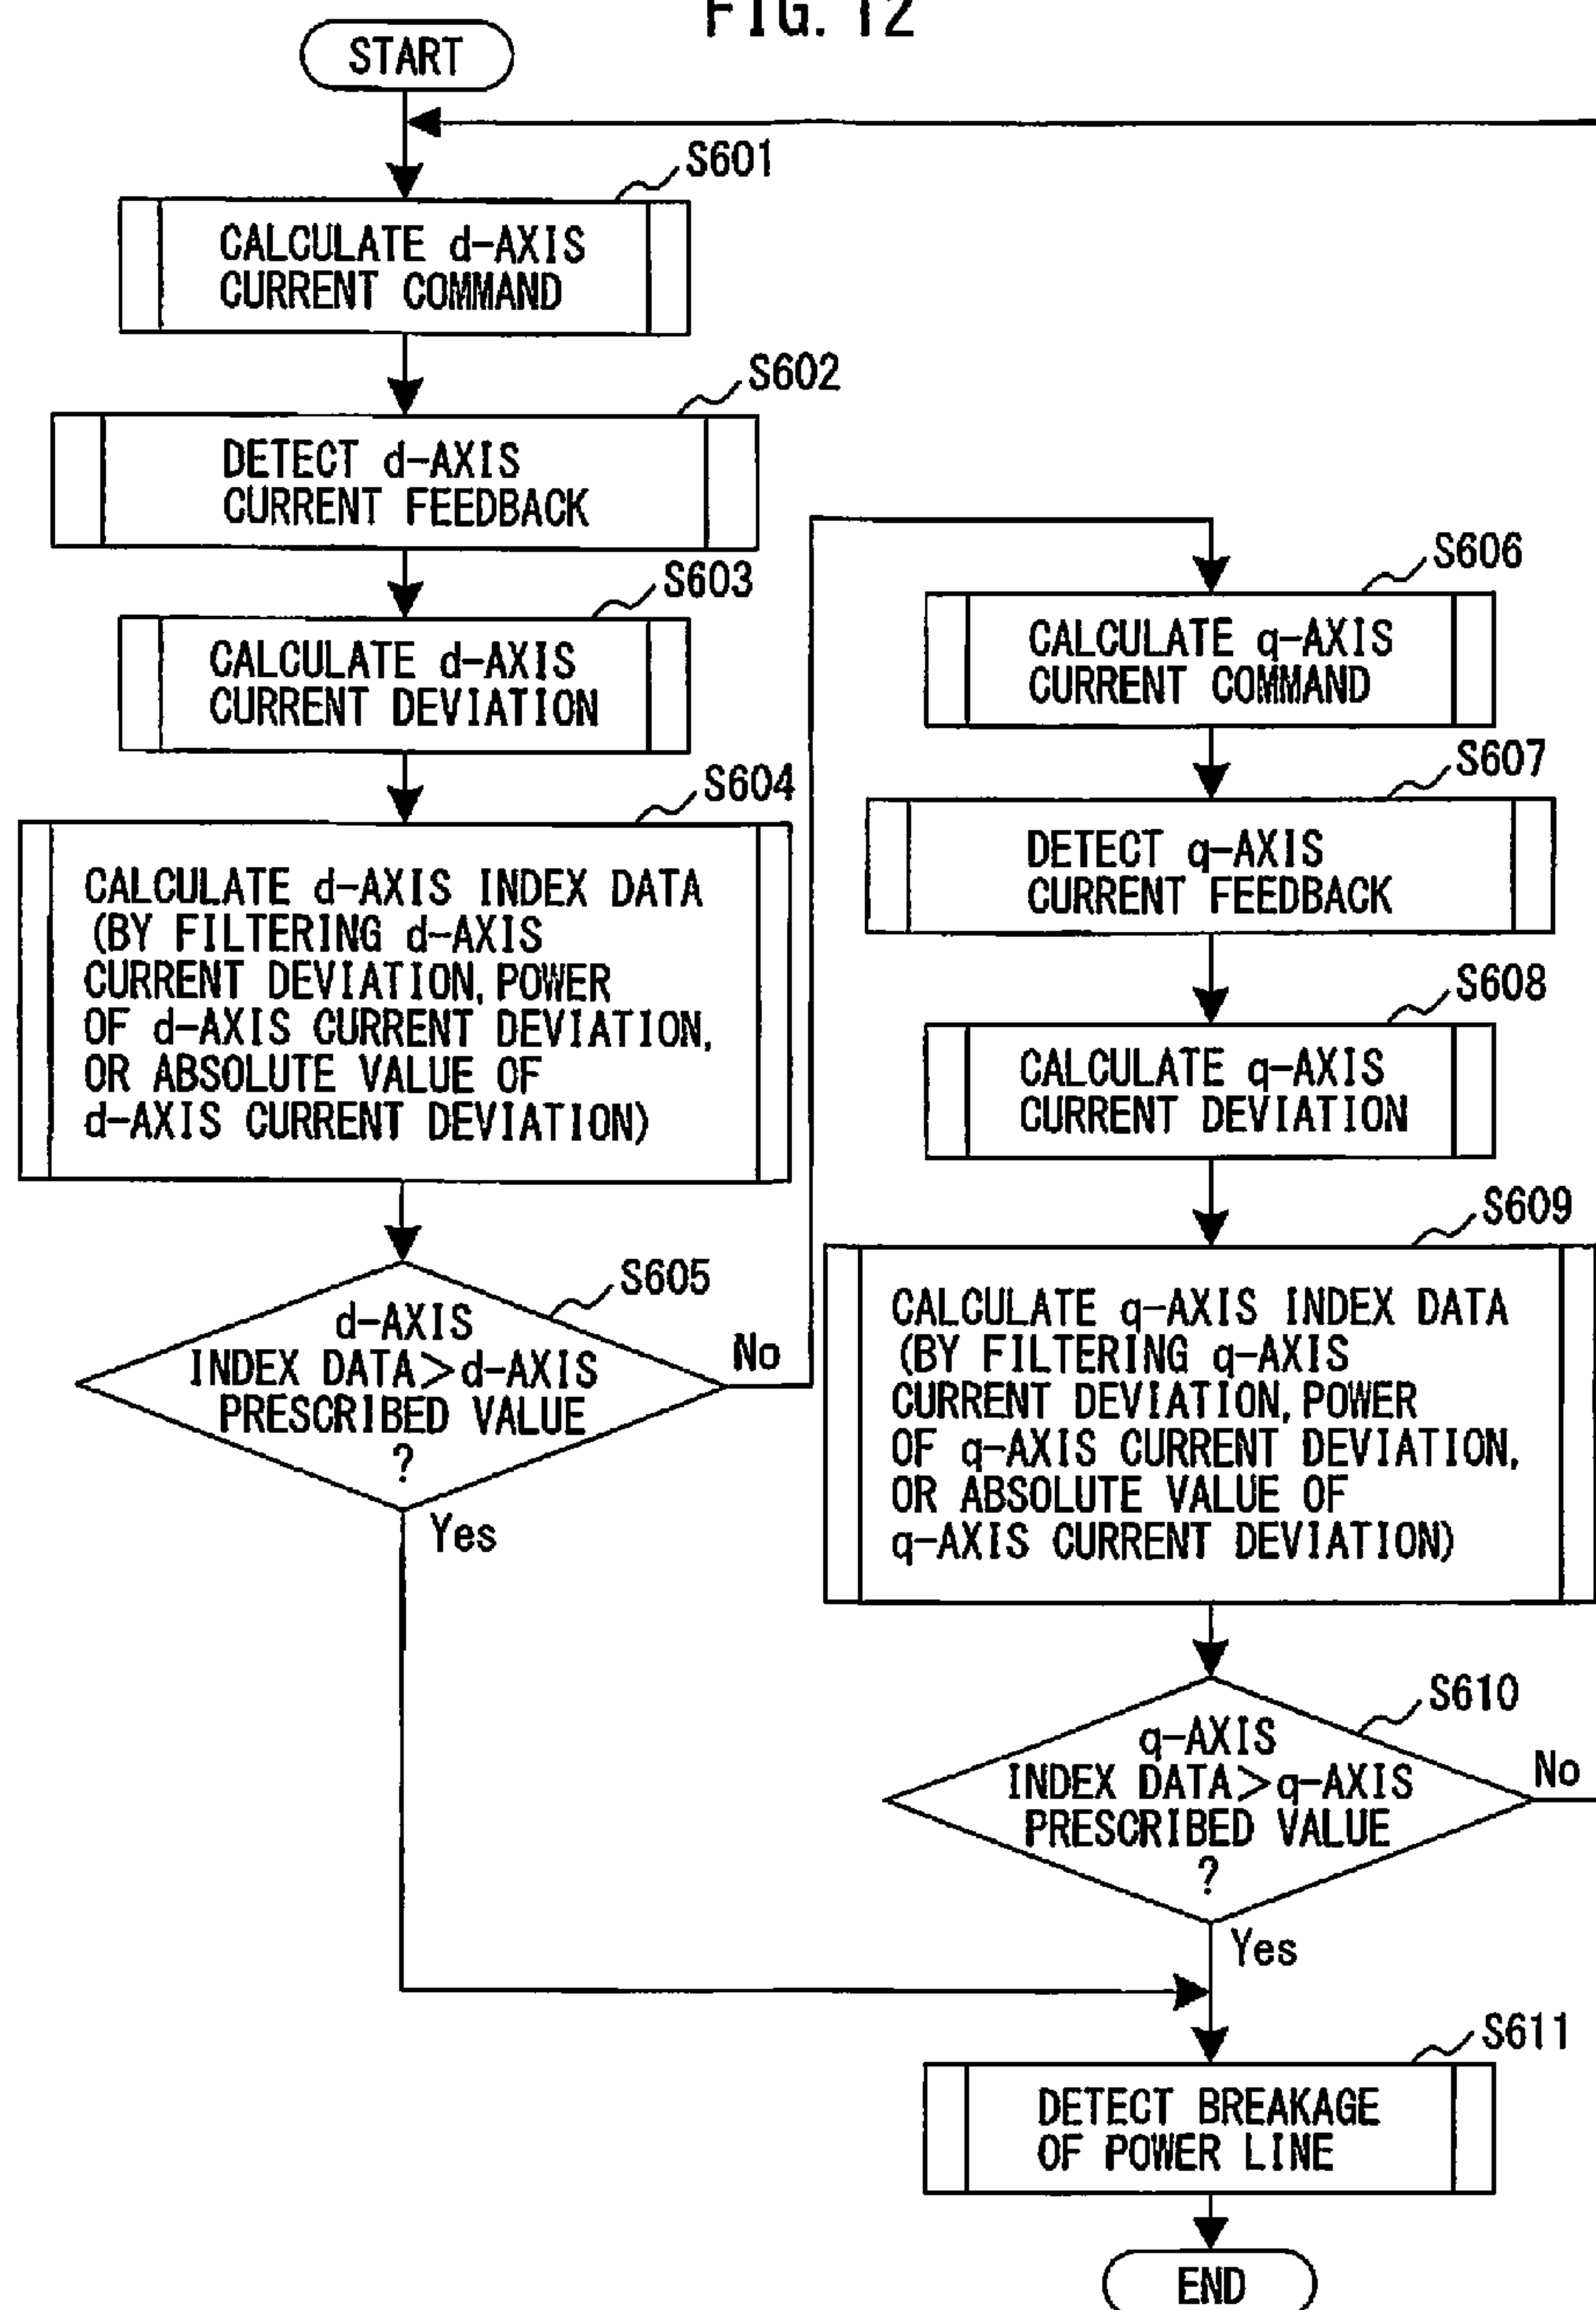 FIG. 12
START
S601
CALCULATE d-AXIS
CURRENT COMMAND
S602
DETECT d-AXIS
CURRENT FEEDBACK
S603
CALCULATE d-AXIS
CURRENT DEVIATION
S604
CALCULATE d-AXIS INDEX DATA
(BY FILTERING d-AXIS
CURRENT DEVIATION, POWER
OF d-AXIS CURRENT DEVIATION,
OR ABSOLUTE VALUE OF
d-AXIS CURRENT DEVIATION)
S605
d-AXIS
INDEX DATA>d-AXIS
PRESCRIBED VALUE
?
No
Yes
S606
CALCULATE q-AXIS
CURRENT COMMAND
S607
DETECT q-AXIS
CURRENT FEEDBACK
S608
CALCULATE q-AXIS
CURRENT DEVIATION
S609
CALCULATE q-AXIS INDEX DATA
(BY FILTERING q-AXIS
CURRENT DEVIATION, POWER
OF q-AXIS CURRENT DEVIATION,
OR ABSOLUTE VALUE OF
q-AXIS CURRENT DEVIATION)
S610
q-AXIS
INDEX DATA>q-AXIS
PRESCRIBED VALUE
?
No
Yes
S611
DETECT BREAKAGE
OF POWER LINE
END